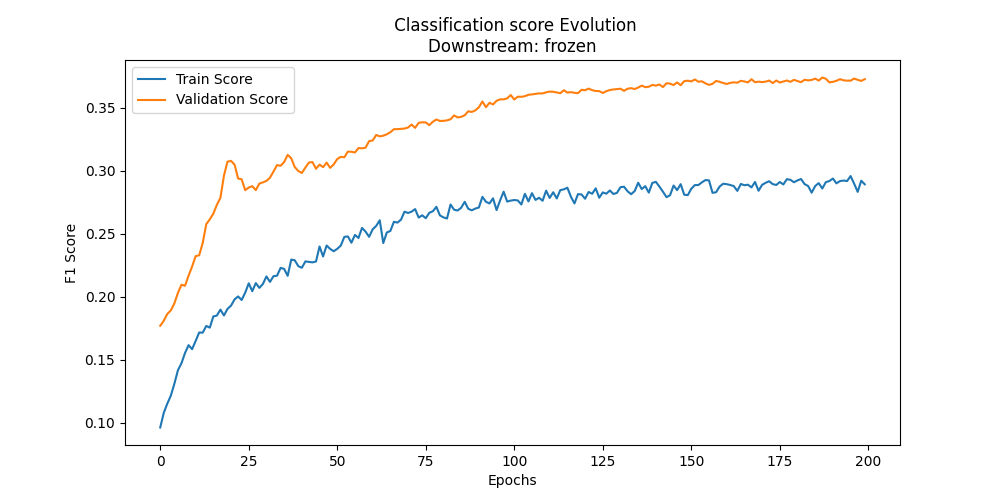 Classification score Evolution
Downstream: frozen
Train Score
Validation Score
F1 Score
0.35
0.30
0.25
0.20
0.15
0.10
0 25 50 75 100 125 150 175 200
Epochs